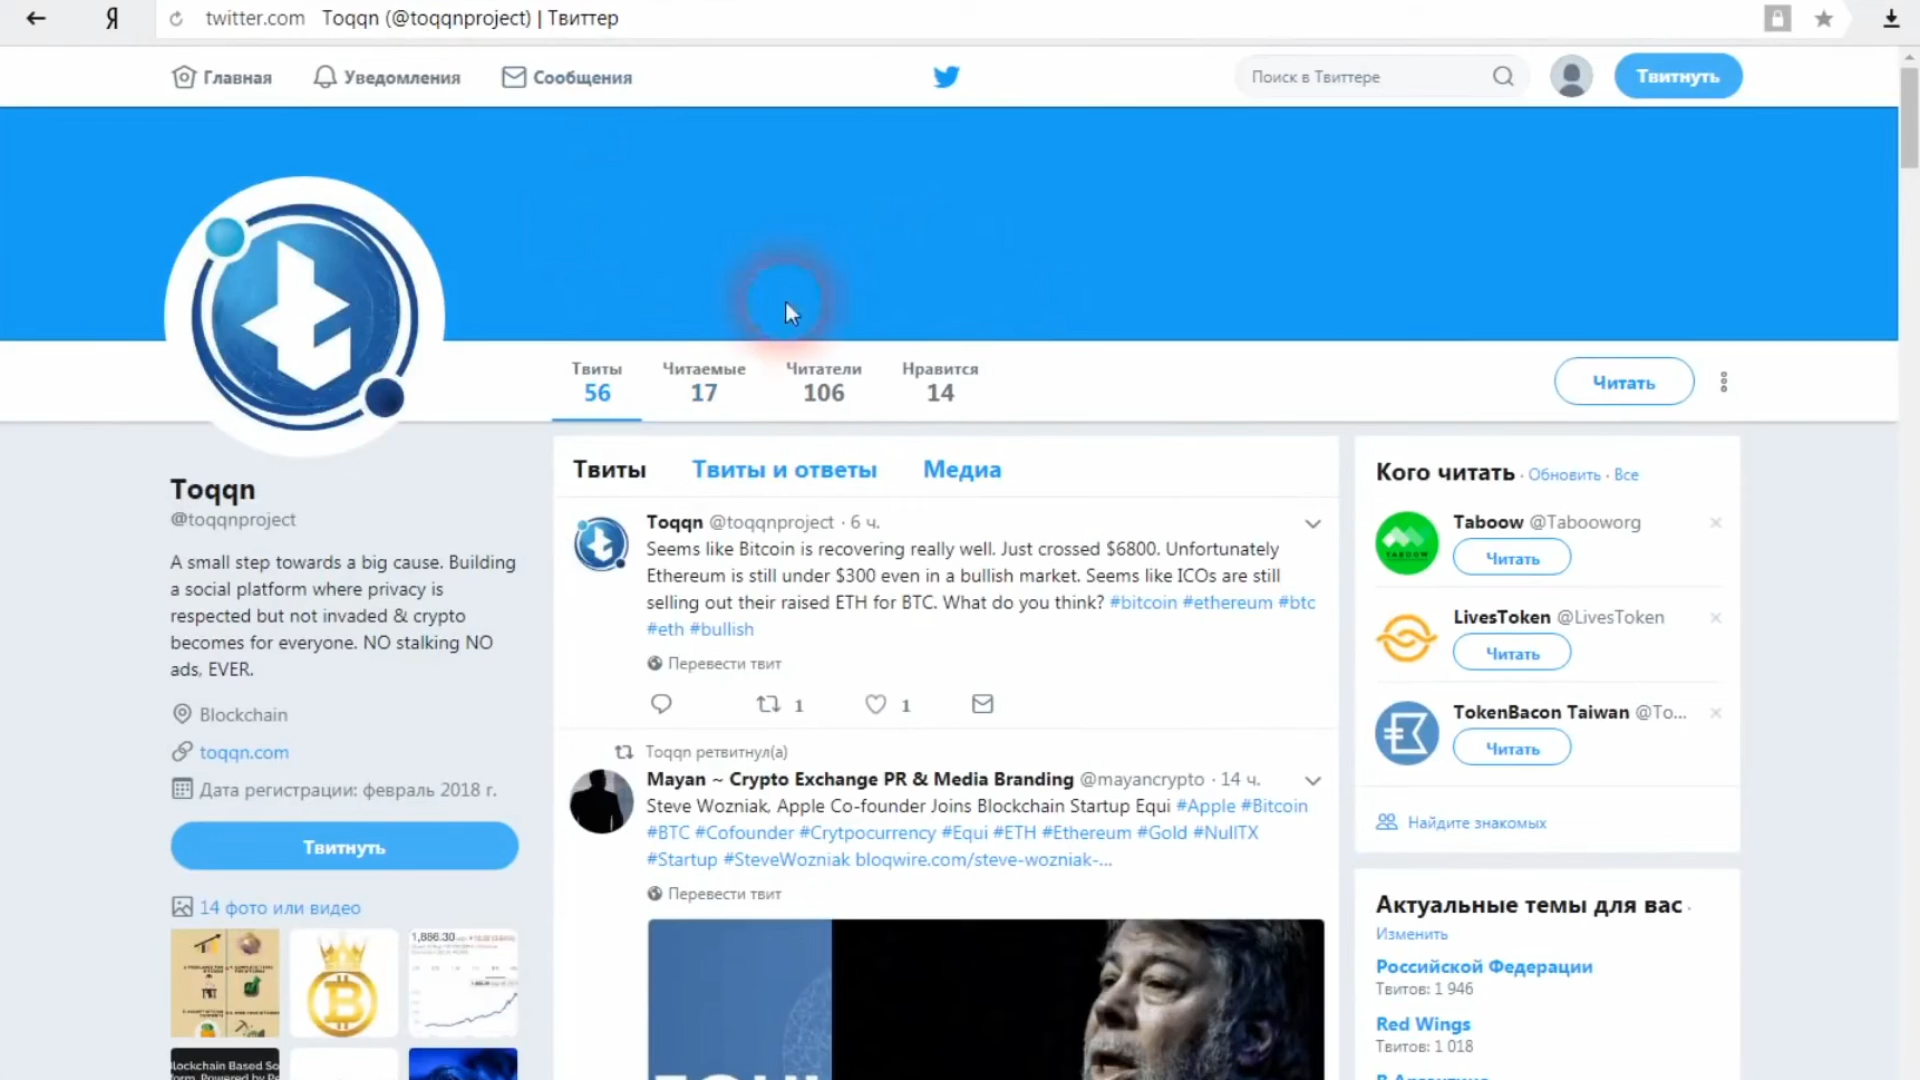 Я twitter.com Toqqn (@toqqnproject) | Твиттер
Главная Уведомления Сообщения
Поиск в Твиттере
Твитнуть
Твиты Читаемые Читатели Нравится
56 17 106 14
Читать
Toqqn
@toqqnproject
A small step towards a big cause. Building
a social platform where privacy is
respected but not invaded & crypto
becomes for everyone. NO stalking NO
ads, EVER.
Blockchain
toqqn.com
Дата регистрации: февраль 2018 г.
Твитнуть
14 фото или видео
1,886.30
lockchain Based So
Твиты Твиты и ответы Медиа
Toqqn @toqqnproject · 6 ч.
Seems like Bitcoin is recovering really well. Just crossed $6800. Unfortunately
Ethereum is still under $300 even in a bullish market. Seems like ICOs are still
selling out their raised ETH for BTC. What do you think? #bitcoin #ethereum #btc
#eth #bullish
Перевести твит
1 1
Toqqn ретвитнул(а)
Mayan ~ Crypto Exchange PR & Media Branding @mayancrypto · 14 ч.
Steve Wozniak, Apple Co-founder Joins Blockchain Startup Equi #Apple #Bitcoin
#BTC #Cofounder #Crytpocurrency #Equi #ETH #Ethereum #Gold #NullTX
#Startup #SteveWozniak bloqwire.com/steve-wozniak-...
Перевести твит
Кого читать · Обновить · Все
Taboow @Tabooworg
Читать
LivesToken @LivesToken
Читать
TokenBacon Taiwan @To...
Читать
Найдите знакомых
Актуальные темы для вас ·
Изменить
Российской Федерации
Твитов: 1 946
Red Wings
Твитов: 1 018